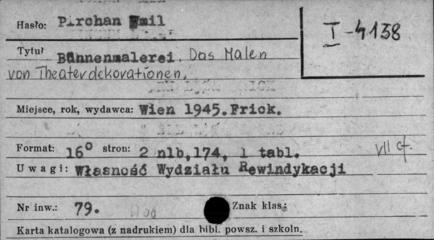 Hasło: Pirchan Emil
I-4138
Tytuł Bühnenmalerei. Das Malen
von Theaterdekorationen.
Miejsce, rok, wydawca: Wien 1945. Frick.
Format: 16° stron: 2 nlb,174, 1 tabl.
Uwagi: Własność Wydziału Rewindykacji
Nr inw.: 79. Znak klas.:
Karta katalogowa (z nadrukiem) dla bibl. powsz. i szkoln.